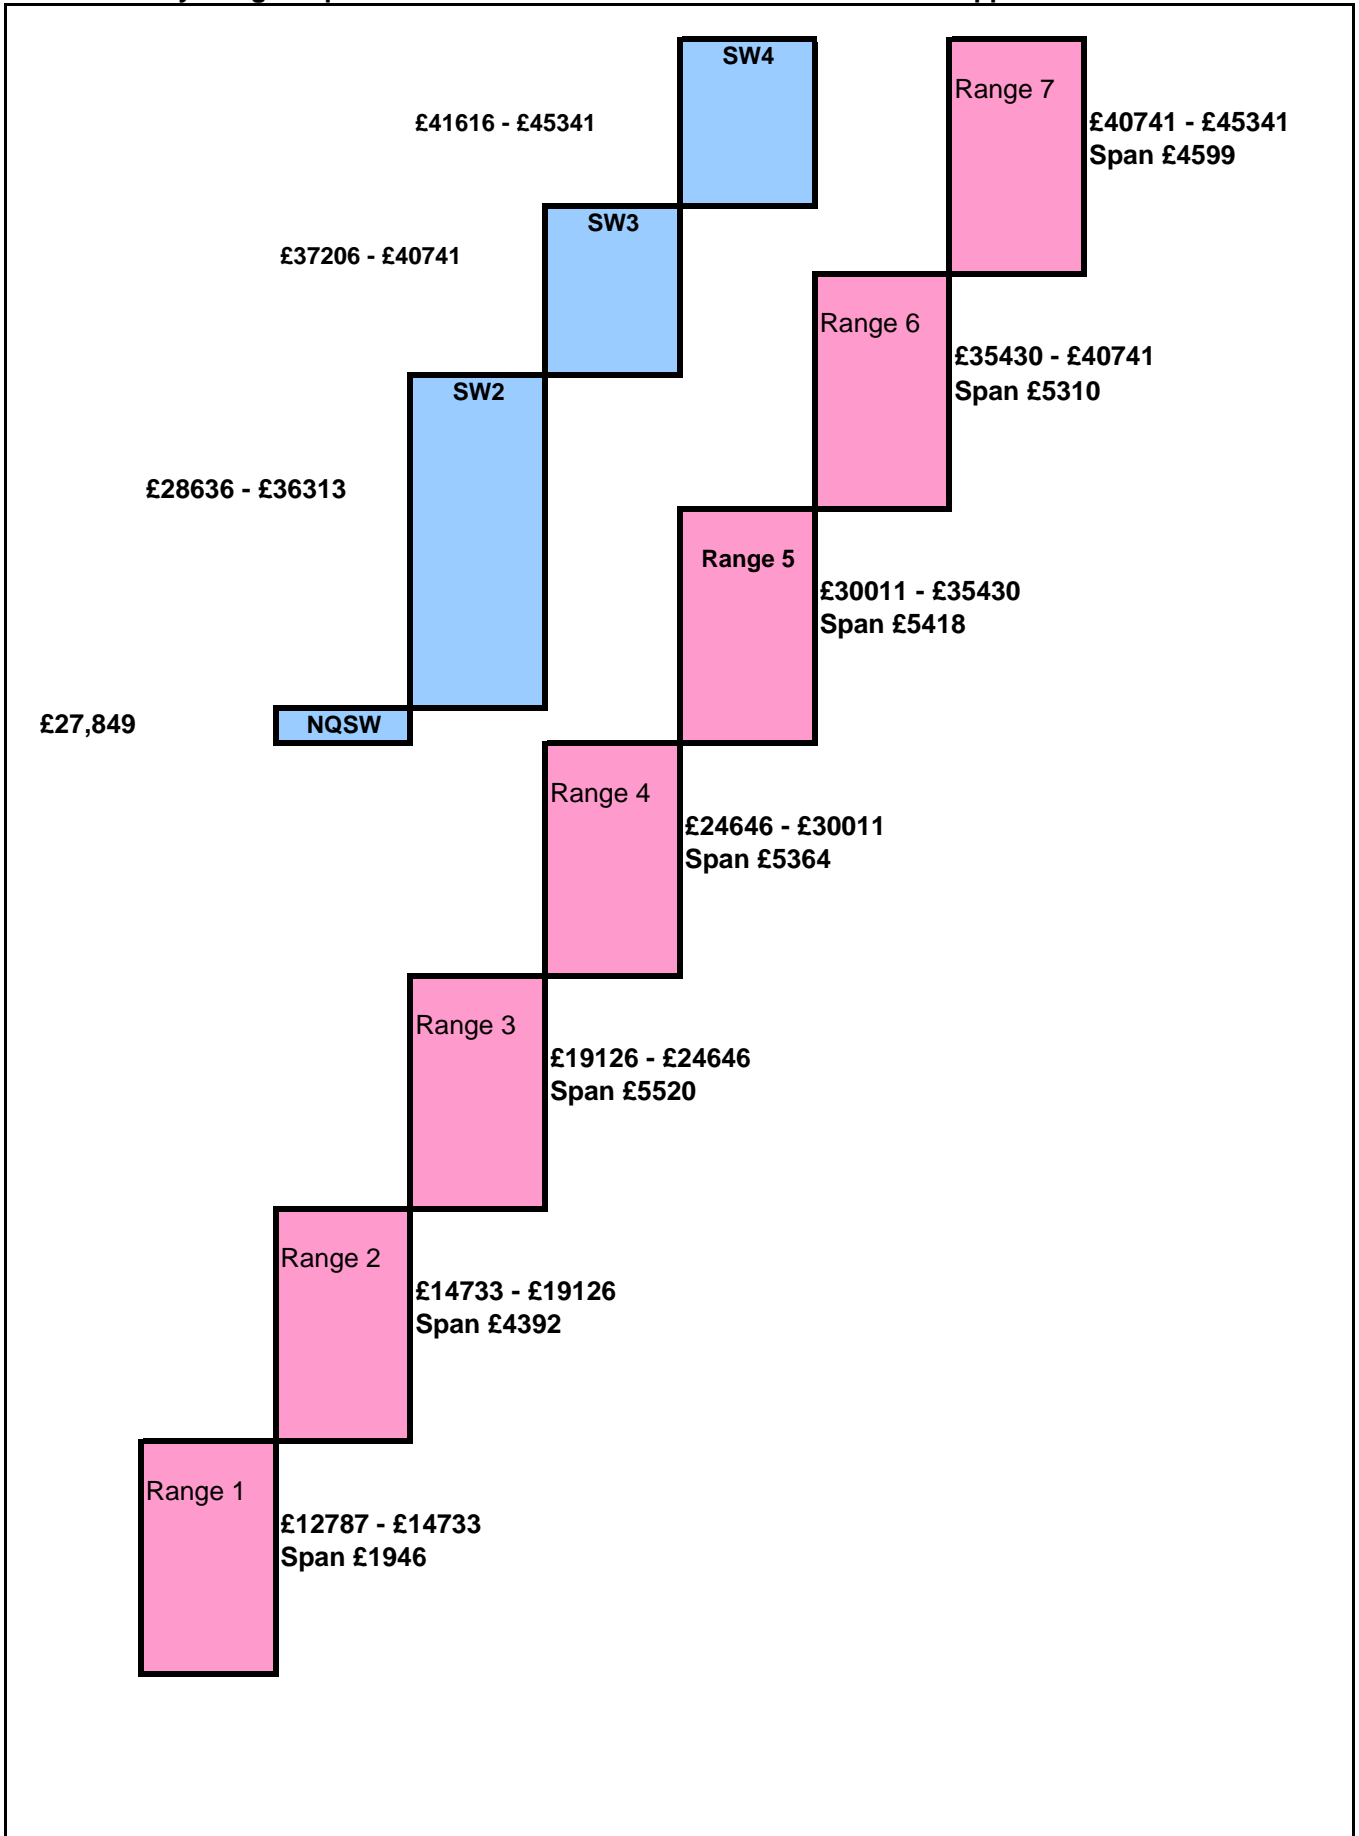 SW4
Range 7
£41616 - £45341
£40741 - £45341
Span £4599
SW3
£37206 - £40741
Range 6
£35430 - £40741
Span £5310
SW2
£28636 - £36313
Range 5
£30011 - £35430
Span £5418
£27,849
NQSW
Range 4
£24646 - £30011
Span £5364
Range 3
£19126 - £24646
Span £5520
Range 2
£14733 - £19126
Span £4392
Range 1
£12787 - £14733
Span £1946